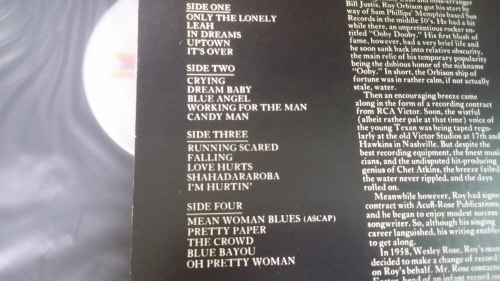 SIDE ONE
ONLY THE LONELY
LEAH
IN DREAMS
UPTOWN
IT'S OVER
SIDE TWO
CRYING
DREAM BABY
BLUE ANGEL
WORKING FOR THE MAN
CANDY MAN
SIDE THREE
RUNNING SCARED
FALLING
LOVE HURTS
SHAHADARAROBA
I'M HURTIN'
SIDE FOUR
MEAN WOMAN BLUES (ASCAP)
PRETTY PAPER
THE CROWD
BLUE BAYOU
OH PRETTY WOMAN
Bill Justis, Roy Orbison got his start by
way of Sam Phillips' Memphis based Sun
Records in the middle 50's. He had a hit
while there, an unpretentious rocker en-
titled "Ooby Dooby." His first blush of
fame, however, had a very brief life and
he soon sank back into relative obscurity,
the main relic of his temporary popularity
being the dubious honor of the nickname
"Ooby." In short, the Orbison ship of
fortune was in rather calm, if not actually
stale, water.
Then an encouraging breeze came
along in the form of a recording contract
from RCA Victor. Soon, the wistful
(albeit rather pale at that time) voice of
the young Texan was being taped regu-
larly at the old Victor Studios at 17th and
Hawkins in Nashville. But despite the
best recording equipment, the finest musi-
cians, and the undisputed hit-producing
genius of Chet Atkins, the breeze failed
the water never rippled, and the days
rolled on.
Meanwhile however, Roy had signed
contract with Acuff-Rose Publications,
and he began to enjoy modest success
songwriter. So, although his singing
career languished, his writing enabled
to get along.
In 1958, Wesley Rose, Roy's
decided to make a change of record
on Roy's behalf. Mr. Rose
head of an infant record